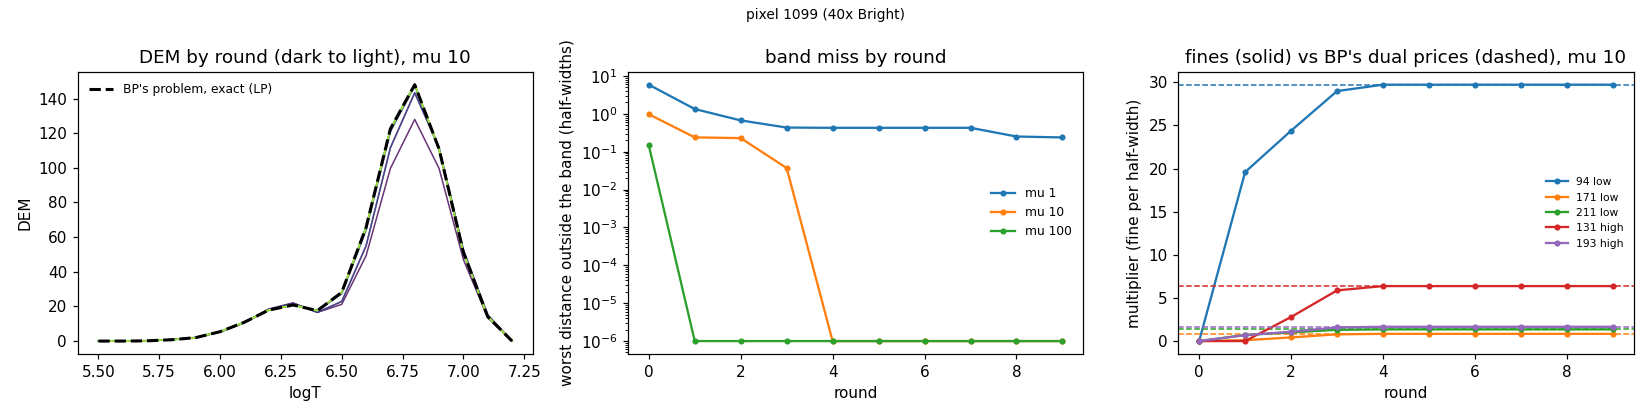 pixel 1099 (40x Bright)
DEM by round (dark to light), mu 10
BP's problem, exact (LP)
DEM
140
120
100
80
60
40
20
0
5.50 5.75 6.00 6.25 6.50 6.75 7.00 7.25
logT
band miss by round
worst distance outside the band (half-widths)
10^1
10^0
10^−1
10^−2
10^−3
10^−4
10^−5
10^−6
mu 1
mu 10
mu 100
0 2 4 6 8
round
fines (solid) vs BP's dual prices (dashed), mu 10
multiplier (fine per half-width)
30
25
20
15
10
5
0
94 low
171 low
211 low
131 high
193 high
0 2 4 6 8
round